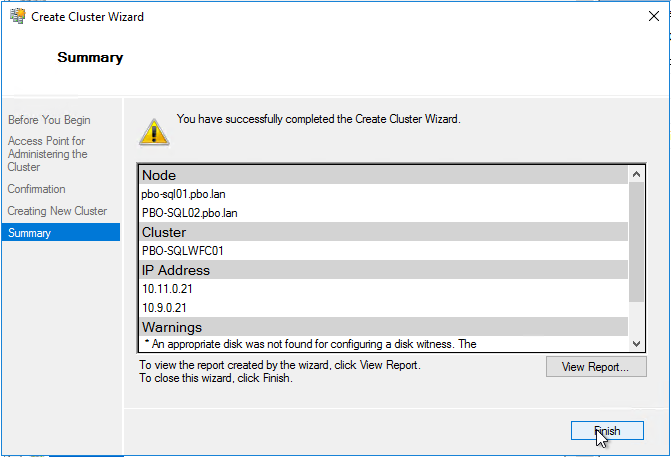 Create Cluster Wizard
Summary
Before You Begin
Access Point for
Administering the
Cluster
Confirmation
Creating New Cluster
Summary
You have successfully completed the Create Cluster Wizard.
Node
pbo-sql01.pbo.lan
PBO-SQL02.pbo.lan
Cluster
PBO-SQLWFC01
IP Address
10.11.0.21
10.9.0.21
Warnings
* An appropriate disk was not found for configuring a disk witness. The
To view the report created by the wizard, click View Report.
To close this wizard, click Finish.
View Report...
Finish